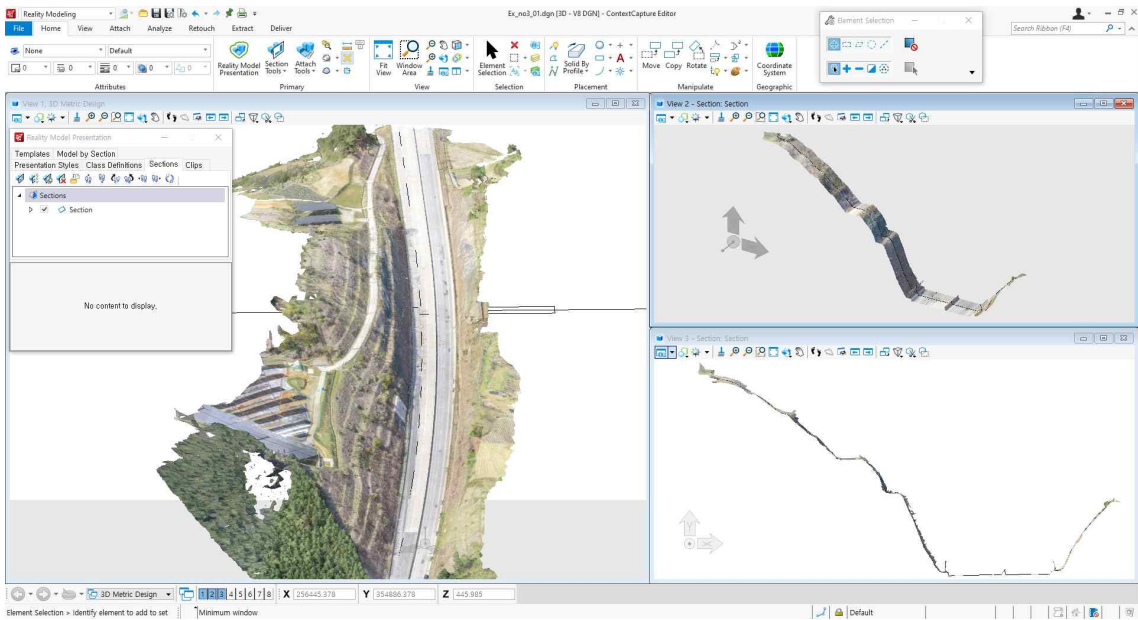 Reality Modeling
Ex_no3_01.dgn [3D - V8 DGN] - ContextCapture Editor
File Home View Attach Analyze Retouch Extract Deliver
Search Ribbon (F4)
Element Selection
None
Default
0 0 0 0 0
Attributes
Reality Model Presentation
Section Tools
Attach Tools
Primary
Fit View
Window Area
View
Element Selection
Selection
Solid By Profile
Placement
Move Copy Rotate
Manipulate
Coordinate System
Geographic
View 1, 3D Metric Design
Reality Model Presentation
Templates Model by Section
Presentation Styles Class Definitions Sections Clips
Sections
Section
No content to display.
View 2 - Section: Section
View 3 - Section: Section
Y
X
3D Metric Design
1 2 3 4 5 6 7 8
X 256445.378
Y 354886.378
Z 445.985
Element Selection > Identify element to add to set
Minimum window
Default